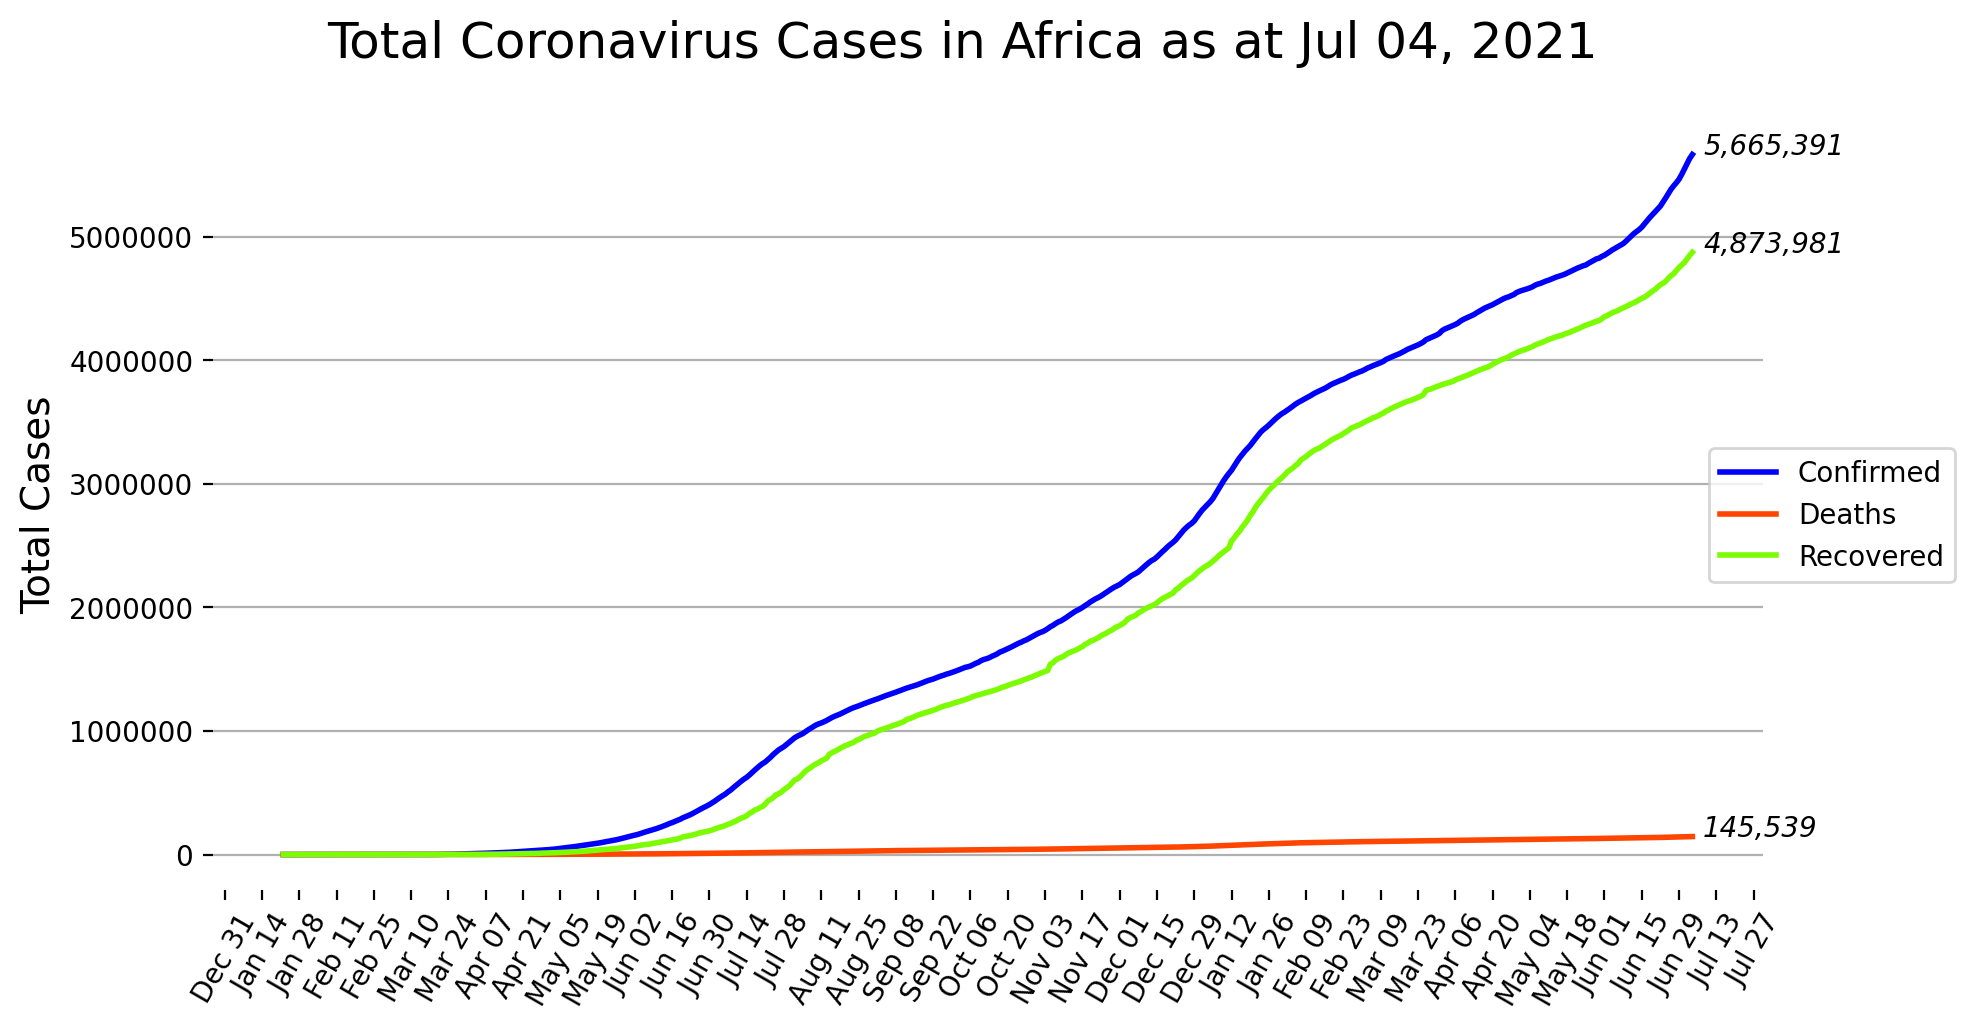 Total Coronavirus Cases in Africa as at Jul 04, 2021
Total Cases
5000000
4000000
3000000
2000000
1000000
0
5,665,391
4,873,981
145,539
Confirmed
Deaths
Recovered
Dec 31
Jan 14
Jan 28
Feb 11
Feb 25
Mar 10
Mar 24
Apr 07
Apr 21
May 05
May 19
Jun 02
Jun 16
Jun 30
Jul 14
Jul 28
Aug 11
Aug 25
Sep 08
Sep 22
Oct 06
Oct 20
Nov 03
Nov 17
Dec 01
Dec 15
Dec 29
Jan 12
Jan 26
Feb 09
Feb 23
Mar 09
Mar 23
Apr 06
Apr 20
May 04
May 18
Jun 01
Jun 15
Jun 29
Jul 13
Jul 27